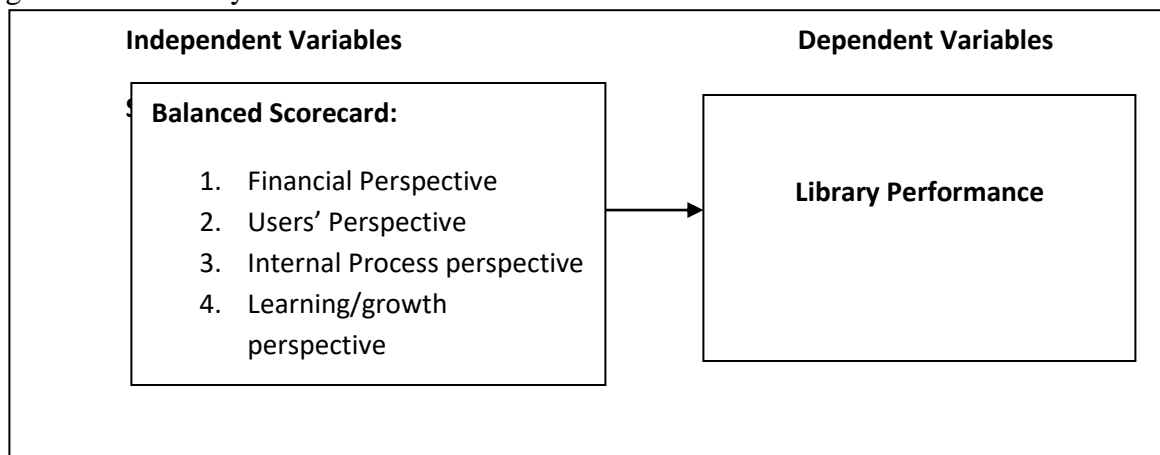 Independent Variables
Dependent Variables
Balanced Scorecard:
1. Financial Perspective
2. Users’ Perspective
3. Internal Process perspective
4. Learning/growth
perspective
Library Performance